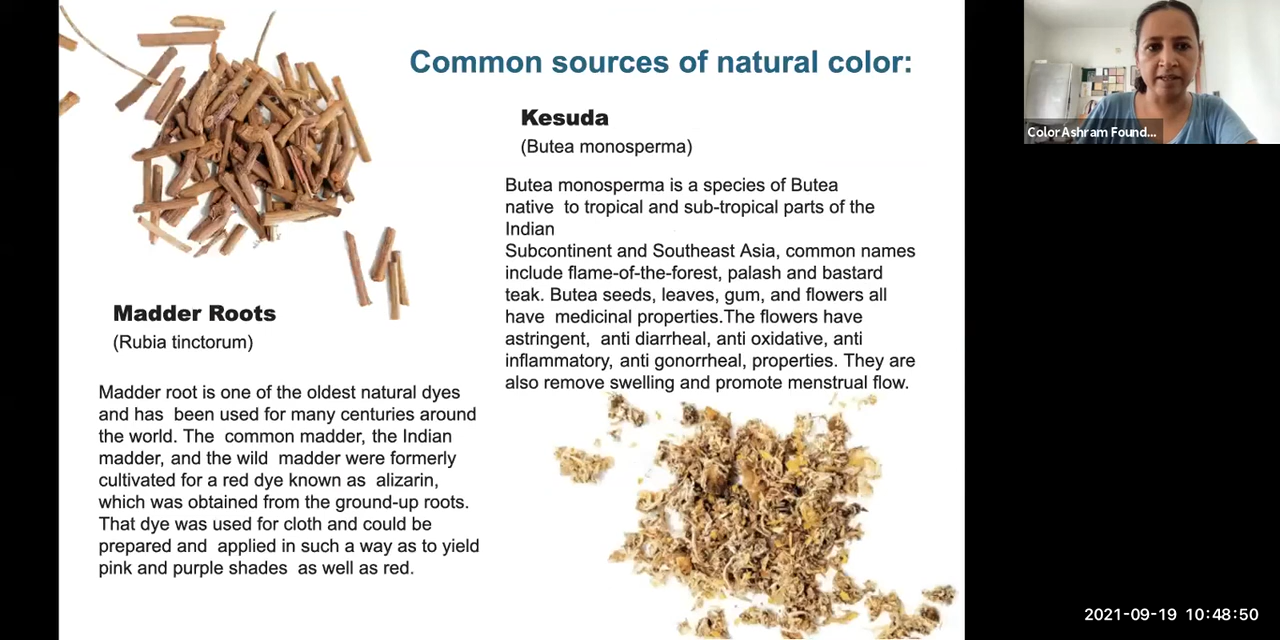 Common sources of natural color:
Kesuda
(Butea monosperma)
Butea monosperma is a species of Butea
native to tropical and sub-tropical parts of the
Indian
Subcontinent and Southeast Asia, common names
include flame-of-the-forest, palash and bastard
teak. Butea seeds, leaves, gum, and flowers all
have medicinal properties.The flowers have
astringent, anti diarrheal, anti oxidative, anti
inflammatory, anti gonorrheal, properties. They are
also remove swelling and promote menstrual flow.
Madder Roots
(Rubia tinctorum)
Madder root is one of the oldest natural dyes
and has been used for many centuries around
the world. The common madder, the Indian
madder, and the wild madder were formerly
cultivated for a red dye known as alizarin,
which was obtained from the ground-up roots.
That dye was used for cloth and could be
prepared and applied in such a way as to yield
pink and purple shades as well as red.
ColorAshram Found...
2021-09-19 10:48:50